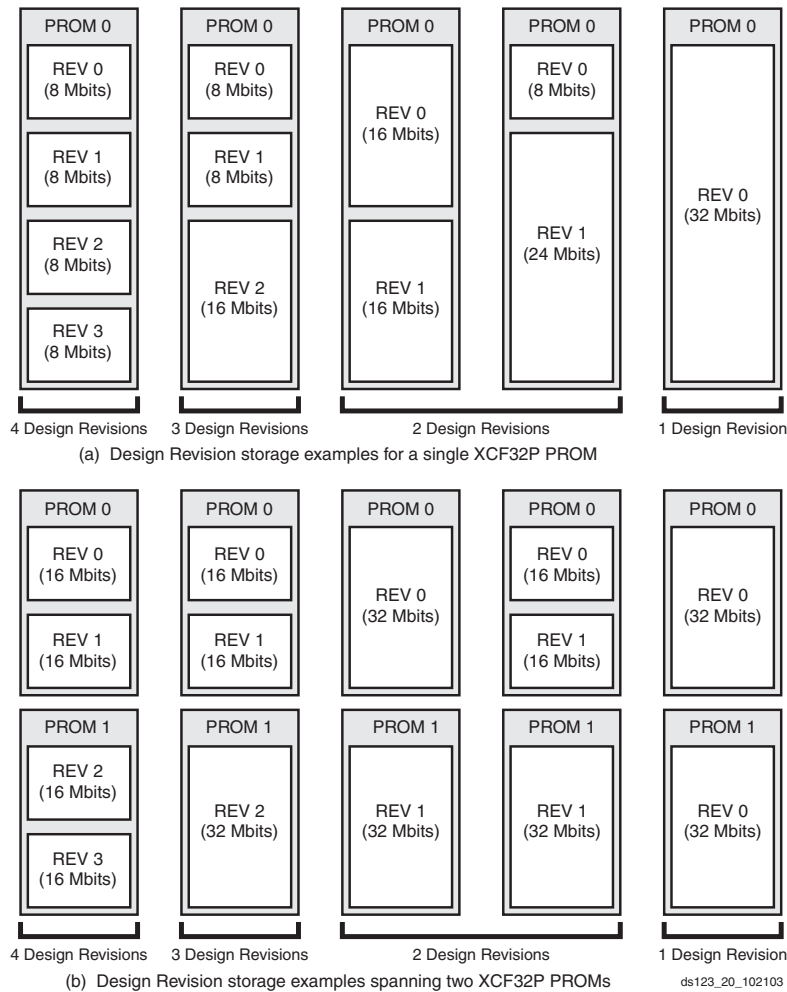 PROM 0
REV 0
(8 Mbits)
REV 1
(8 Mbits)
REV 2
(8 Mbits)
REV 3
(8 Mbits)
4 Design Revisions
PROM 0
REV 0
(8 Mbits)
REV 1
(8 Mbits)
REV 2
(16 Mbits)
3 Design Revisions
PROM 0
REV 0
(16 Mbits)
REV 1
(16 Mbits)
PROM 0
REV 0
(8 Mbits)
REV 1
(24 Mbits)
2 Design Revisions
PROM 0
REV 0
(32 Mbits)
1 Design Revision
(a) Design Revision storage examples for a single XCF32P PROM
PROM 0
REV 0
(16 Mbits)
REV 1
(16 Mbits)
PROM 1
REV 2
(16 Mbits)
REV 3
(16 Mbits)
4 Design Revisions
PROM 0
REV 0
(16 Mbits)
REV 1
(16 Mbits)
PROM 1
REV 2
(32 Mbits)
3 Design Revisions
PROM 0
REV 0
(32 Mbits)
PROM 1
REV 1
(32 Mbits)
PROM 0
REV 0
(16 Mbits)
REV 1
(16 Mbits)
PROM 1
REV 1
(32 Mbits)
2 Design Revisions
PROM 0
REV 0
(32 Mbits)
PROM 1
REV 0
(32 Mbits)
1 Design Revision
(b) Design Revision storage examples spanning two XCF32P PROMs
ds123_20_102103